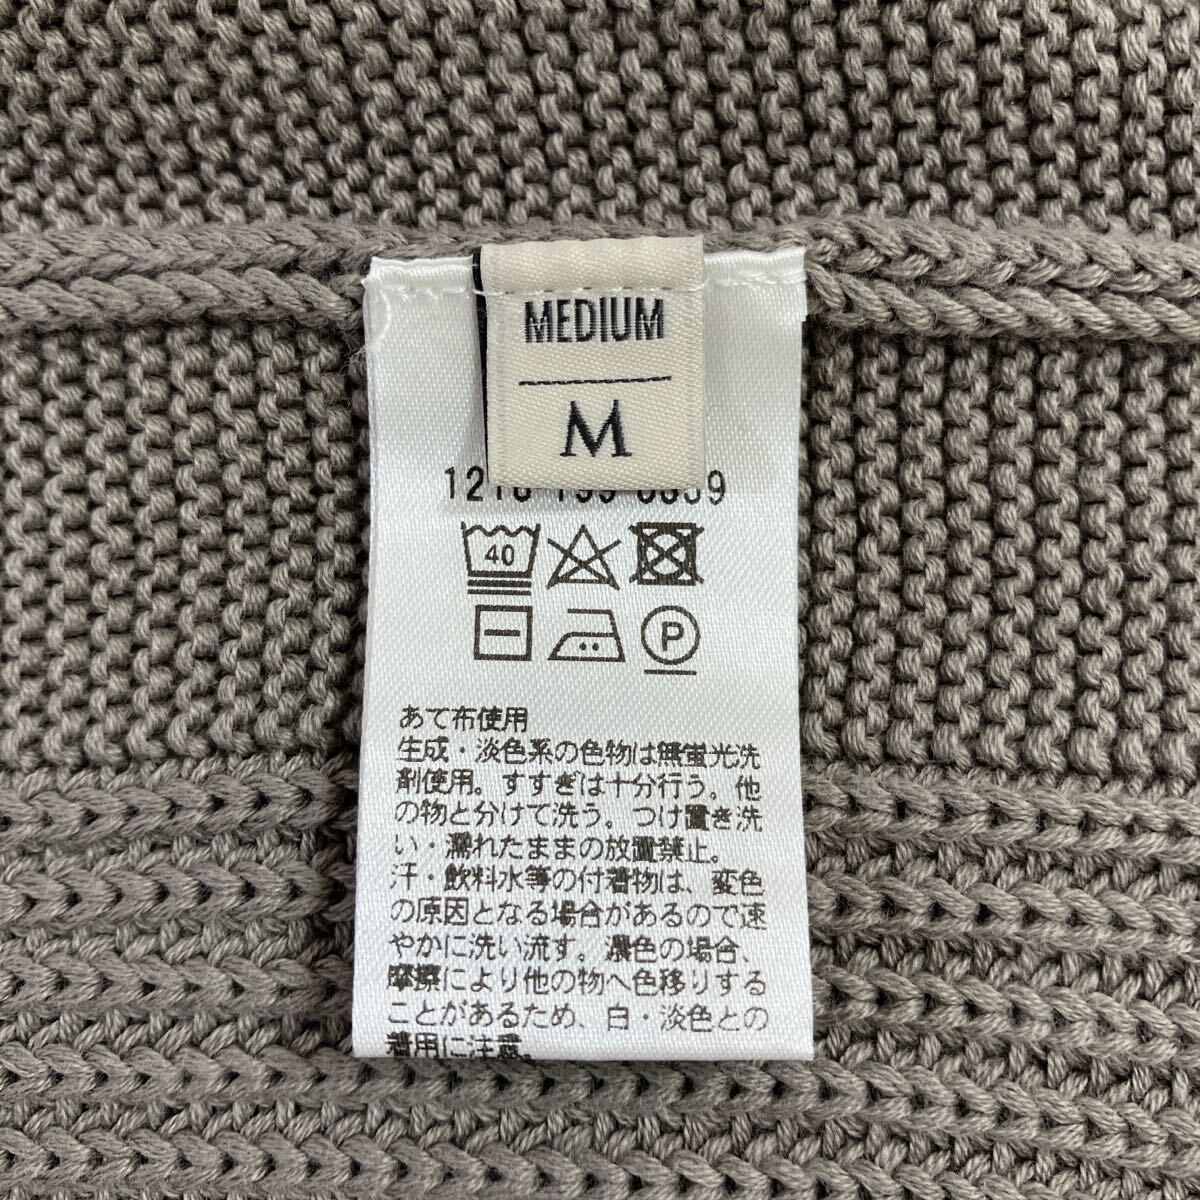 MEDIUM
M
40
P
あて布使用
生成・淡色系の色物は無蛍光洗
剤使用。すすぎは十分行う。他
の物と分けて洗う。つけ置き洗
い・濡れたままの放置禁止。
汗・飲料水等の付着物は、変色
の原因となる場合があるので速
やかに洗い流す。濃色の場合、
摩擦により他の物へ色移りする
ことがあるため、白・淡色との
着用に注意。